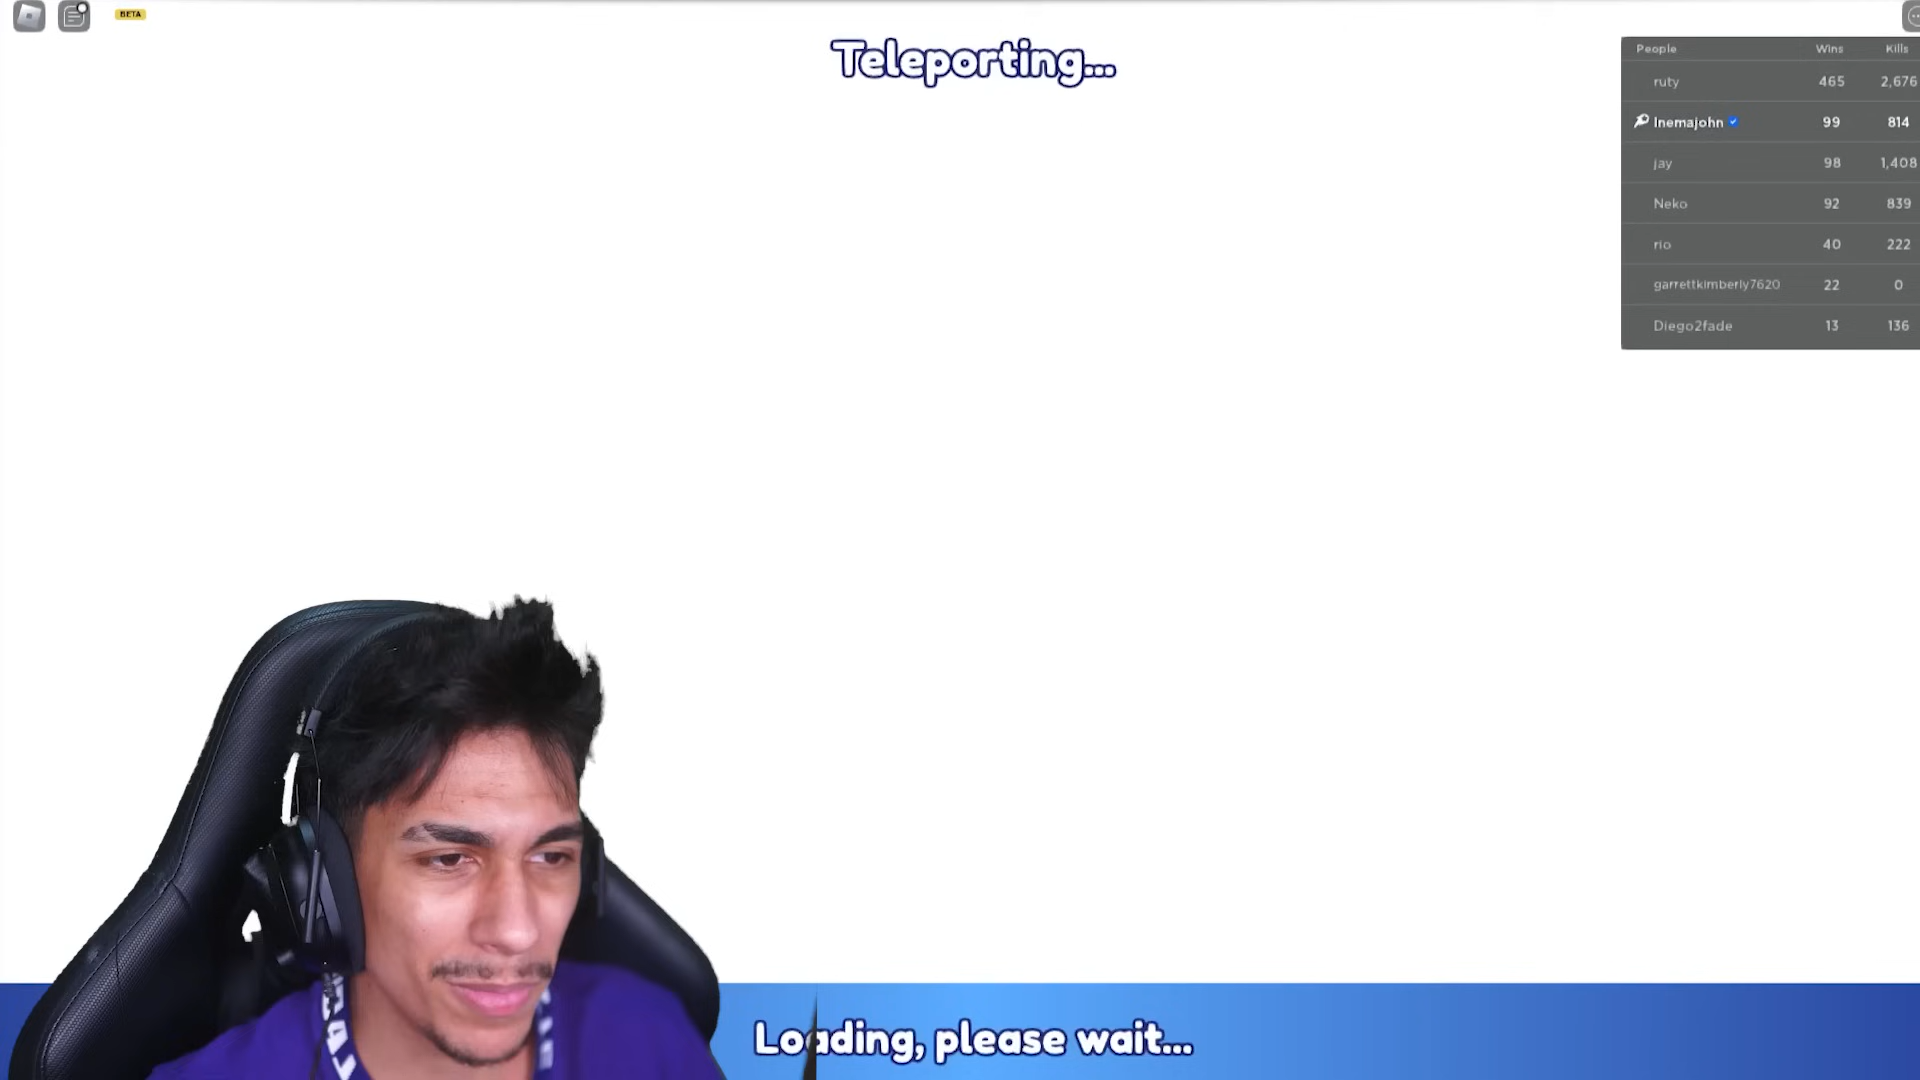 BETA
Teleporting...
People Wins Kills
ruty 465 2,676
Inemajohn 99 814
jay 98 1,408
Neko 92 839
rio 40 222
garrettkimberly7620 22 0
Diego2fade 13 136
Loading, please wait...